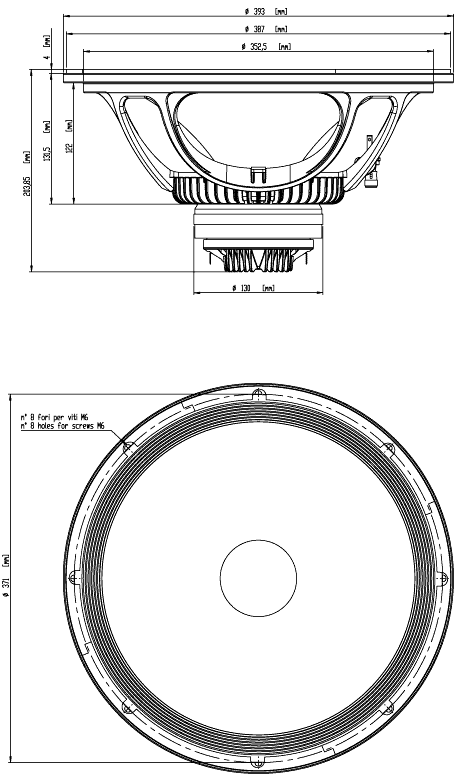 Ø 393 [mm]
Ø 387 [mm]
Ø 352,5 [mm]
4 [mm]
203,85 [mm]
131,5 [mm]
122 [mm]
Ø 130 [mm]
n° 8 fori per viti M6
n° 8 holes for screws M6
Ø 371 [mm]